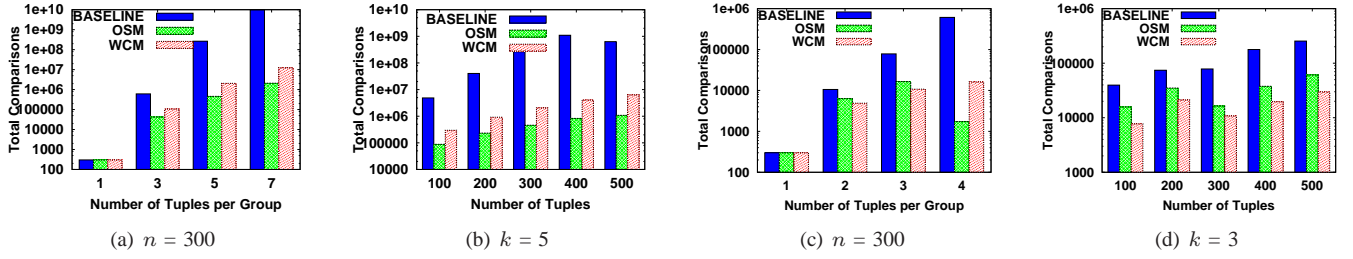 Total Comparisons
1e+10
1e+09
1e+08
1e+07
1e+06
100000
10000
1000
100
BASELINE
OSM
WCM
1 3 5 7
Number of Tuples per Group
(a) n = 300
Total Comparisons
1e+10
1e+09
1e+08
1e+07
1e+06
100000
10000
BASELINE
OSM
WCM
100 200 300 400 500
Number of Tuples
(b) k = 5
Total Comparisons
1e+06
100000
10000
1000
100
BASELINE
OSM
WCM
1 2 3 4
Number of Tuples per Group
(c) n = 300
Total Comparisons
1e+06
100000
10000
1000
BASELINE
OSM
WCM
100 200 300 400 500
Number of Tuples
(d) k = 3